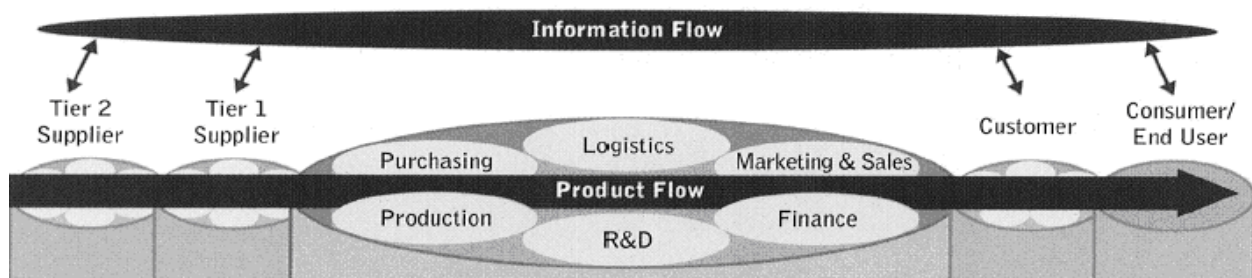 Information Flow
Tier 2
Supplier
Tier 1
Supplier
Customer
Consumer/
End User
Logistics
Purchasing
Marketing & Sales
Product Flow
Production
Finance
R&D